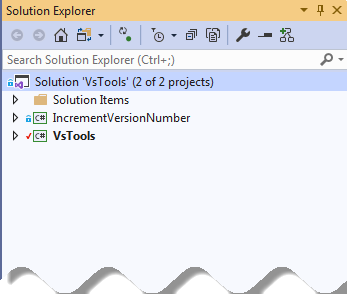 Solution Explorer
Search Solution Explorer (Ctrl+;)
Solution 'VsTools' (2 of 2 projects)
Solution Items
C# IncrementVersionNumber
C# VsTools